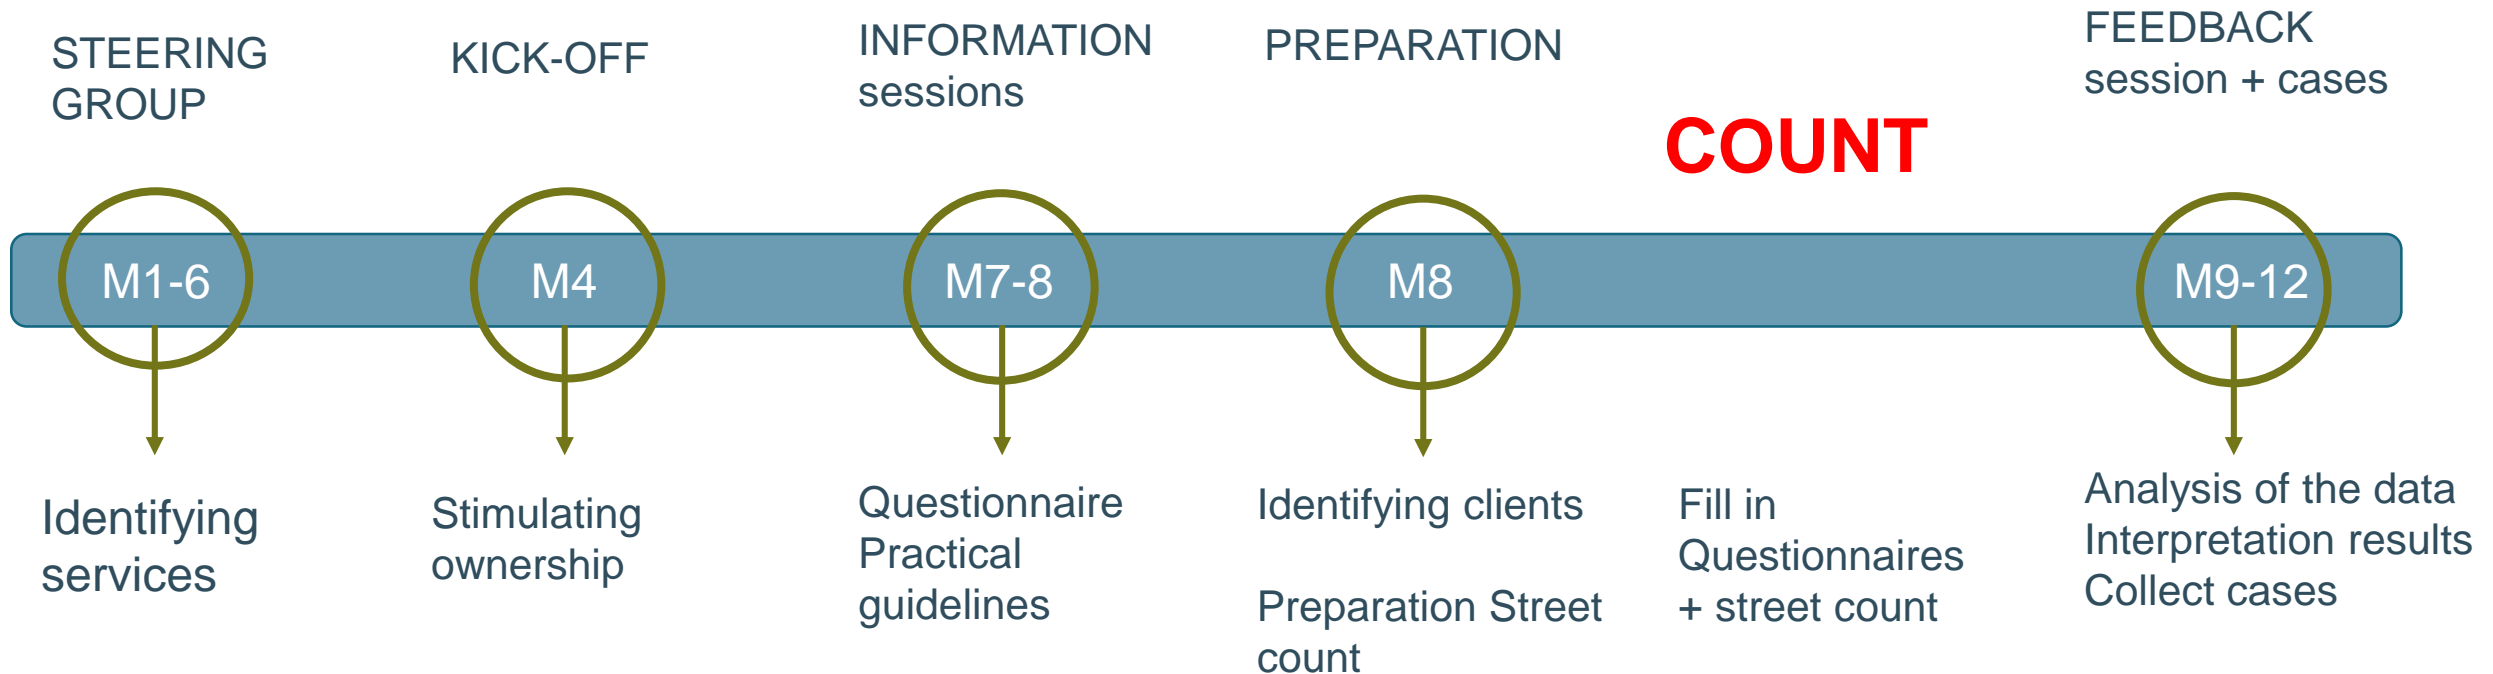 STEERING
GROUP
KICK-OFF
INFORMATION
sessions
PREPARATION
COUNT
FEEDBACK
session + cases
M1-6
M4
M7-8
M8
M9-12
Identifying
services
Stimulating
ownership
Questionnaire
Practical
guidelines
Identifying clients
Preparation Street
count
Fill in
Questionnaires
+ street count
Analysis of the data
Interpretation results
Collect cases